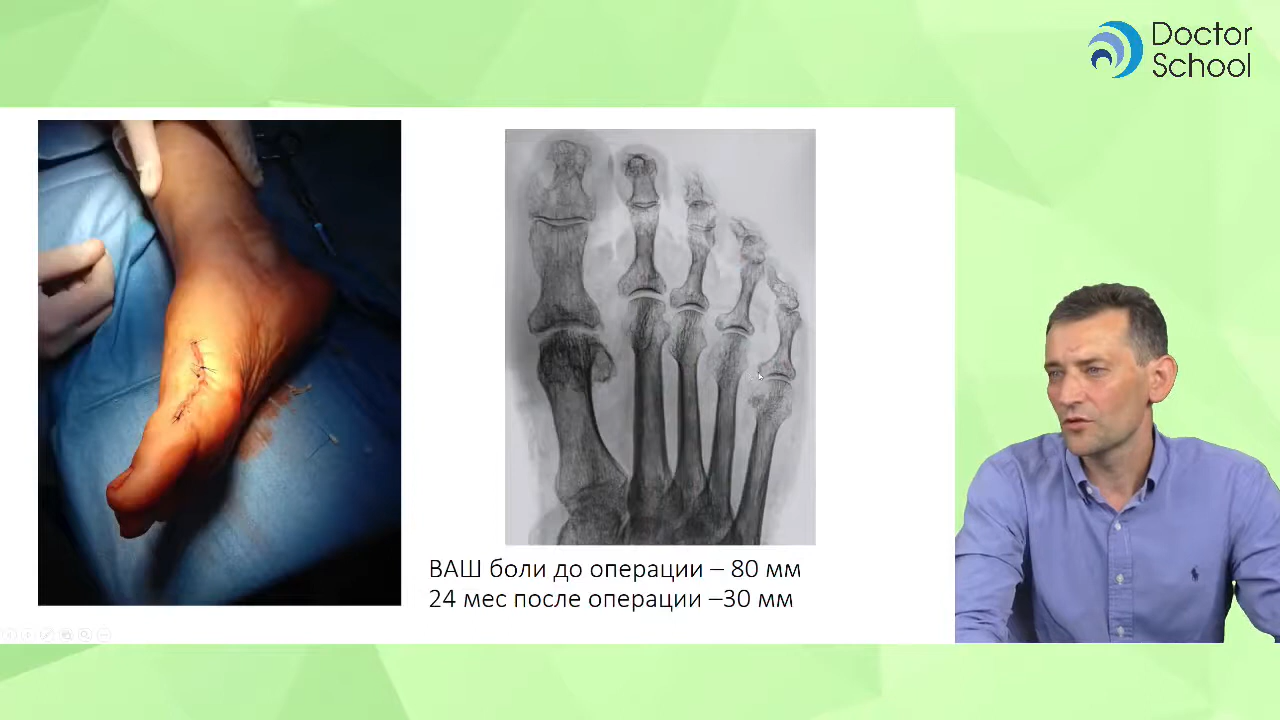 Doctor
School
ВАШ боли до операции – 80 мм
24 мес после операции –30 мм